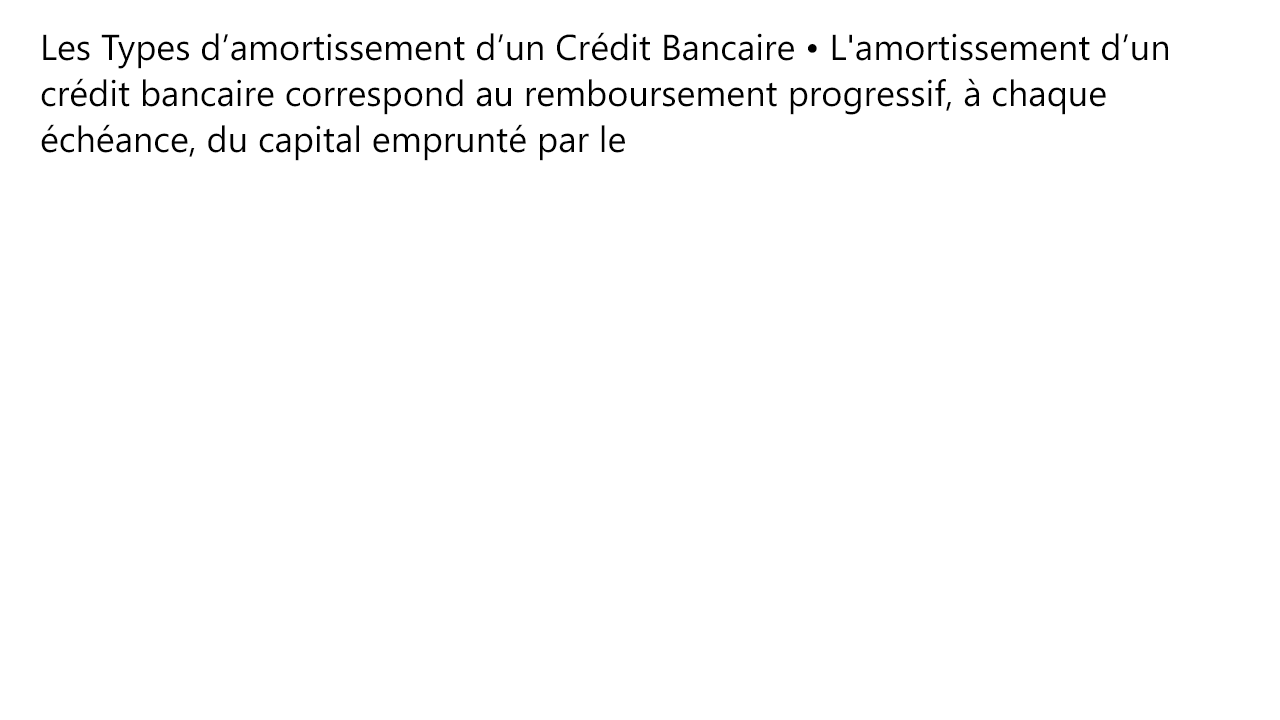 Les Types d’amortissement d’un Crédit Bancaire • L'amortissement d’un
crédit bancaire correspond au remboursement progressif, à chaque
échéance, du capital emprunté par le